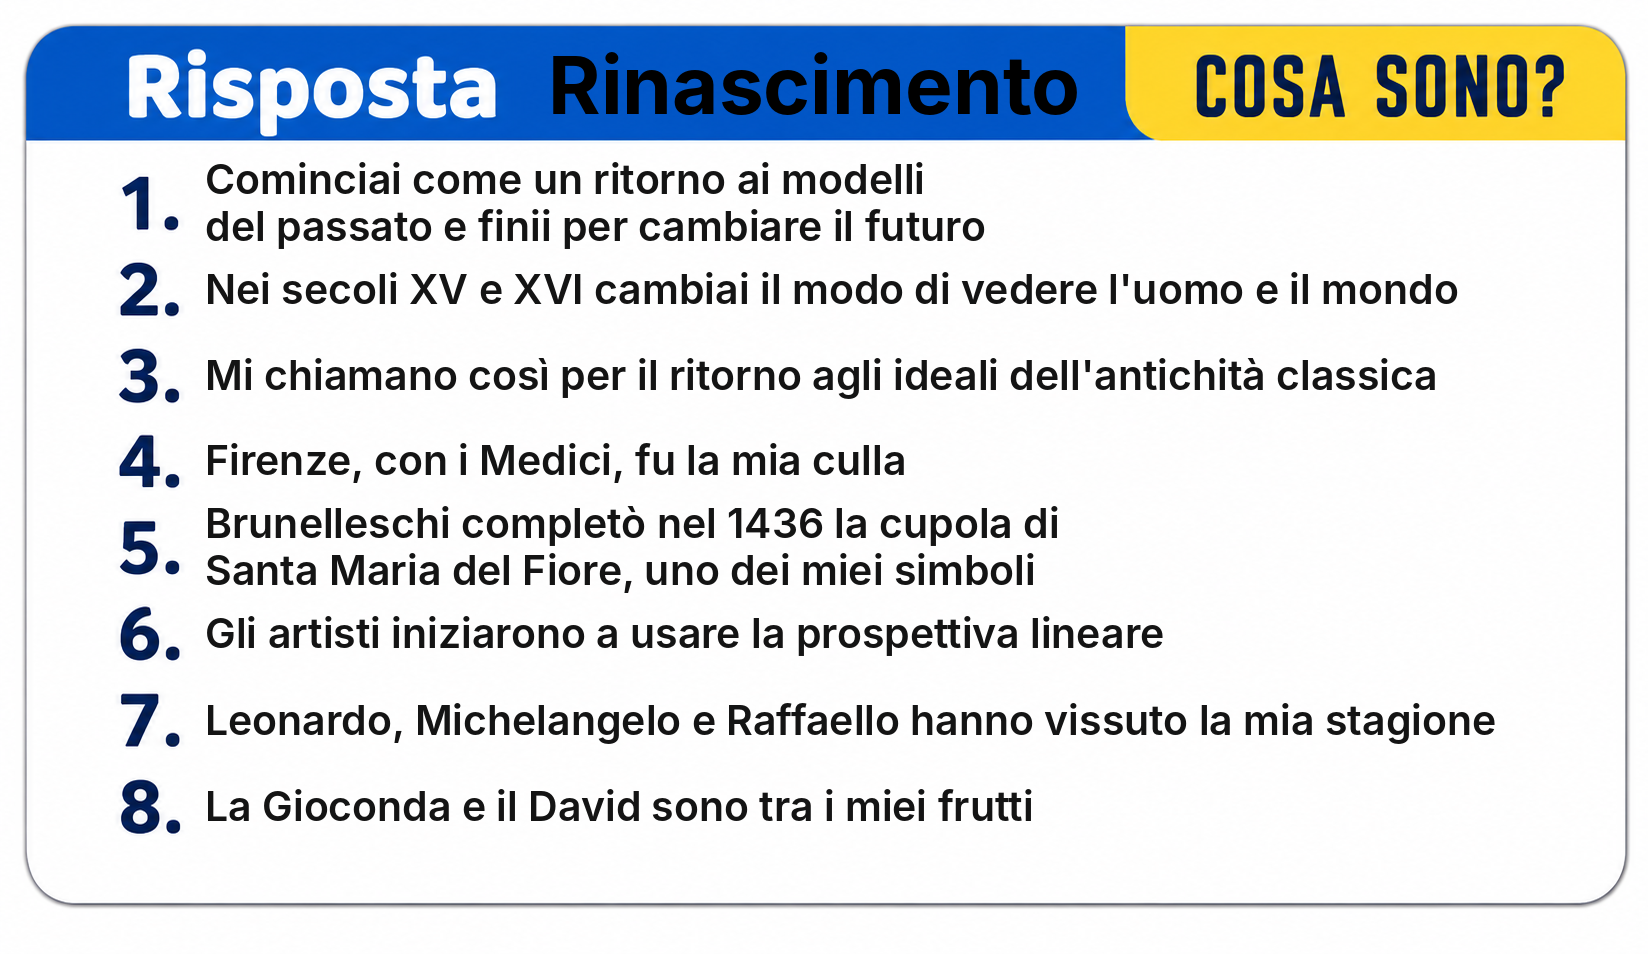 Risposta Rinascimento COSA SONO?
1. Cominciai come un ritorno ai modelli
del passato e finii per cambiare il futuro
2. Nei secoli XV e XVI cambiai il modo di vedere l'uomo e il mondo
3. Mi chiamano così per il ritorno agli ideali dell'antichità classica
4. Firenze, con i Medici, fu la mia culla
5. Brunelleschi completò nel 1436 la cupola di
Santa Maria del Fiore, uno dei miei simboli
6. Gli artisti iniziarono a usare la prospettiva lineare
7. Leonardo, Michelangelo e Raffaello hanno vissuto la mia stagione
8. La Gioconda e il David sono tra i miei frutti